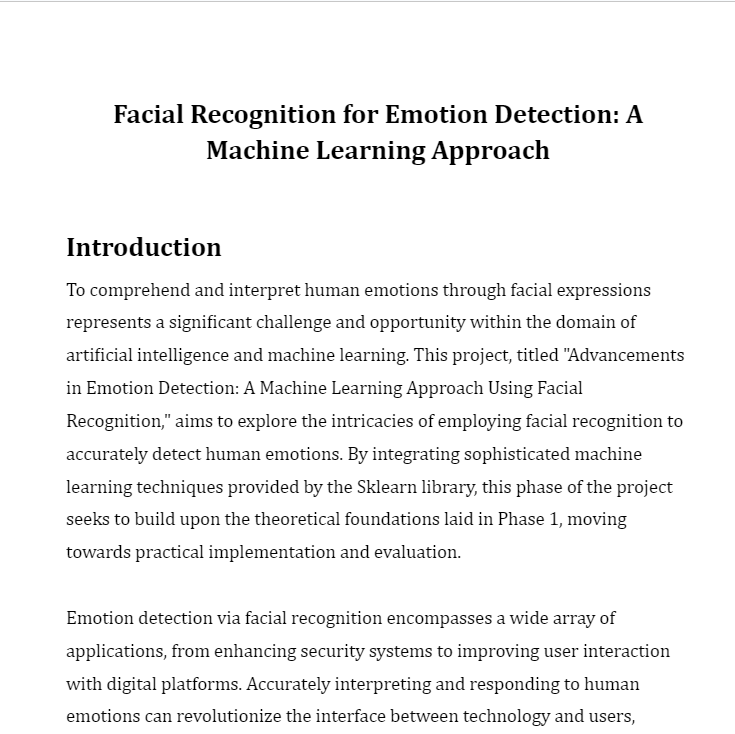 Facial Recognition for Emotion Detection: A
Machine Learning Approach
Introduction
To comprehend and interpret human emotions through facial expressions
represents a significant challenge and opportunity within the domain of
artificial intelligence and machine learning. This project, titled "Advancements
in Emotion Detection: A Machine Learning Approach Using Facial
Recognition," aims to explore the intricacies of employing facial recognition to
accurately detect human emotions. By integrating sophisticated machine
learning techniques provided by the Sklearn library, this phase of the project
seeks to build upon the theoretical foundations laid in Phase 1, moving
towards practical implementation and evaluation.
Emotion detection via facial recognition encompasses a wide array of
applications, from enhancing security systems to improving user interaction
with digital platforms. Accurately interpreting and responding to human
emotions can revolutionize the interface between technology and users,